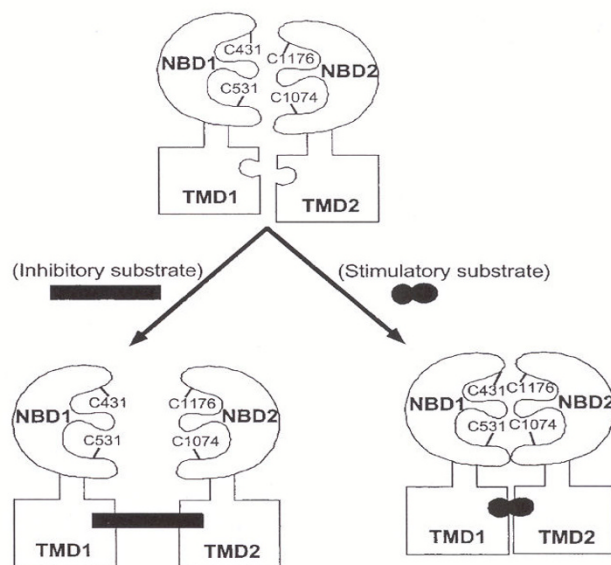 C431
C1176
NBD1
NBD2
C531
C1074
TMD1
TMD2
(Inhibitory substrate)
(Stimulatory substrate)
C431
C1176
NBD1
NBD2
C531
C1074
TMD1
TMD2
C431
C1176
NBD1
NBD2
C531
C1074
TMD1
TMD2